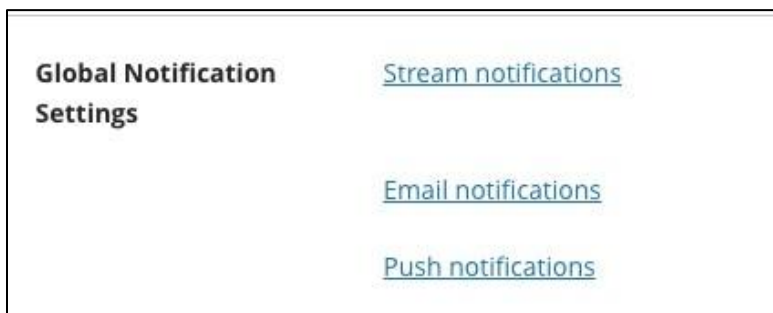 Global Notification
Settings
Stream notifications
Email notifications
Push notifications